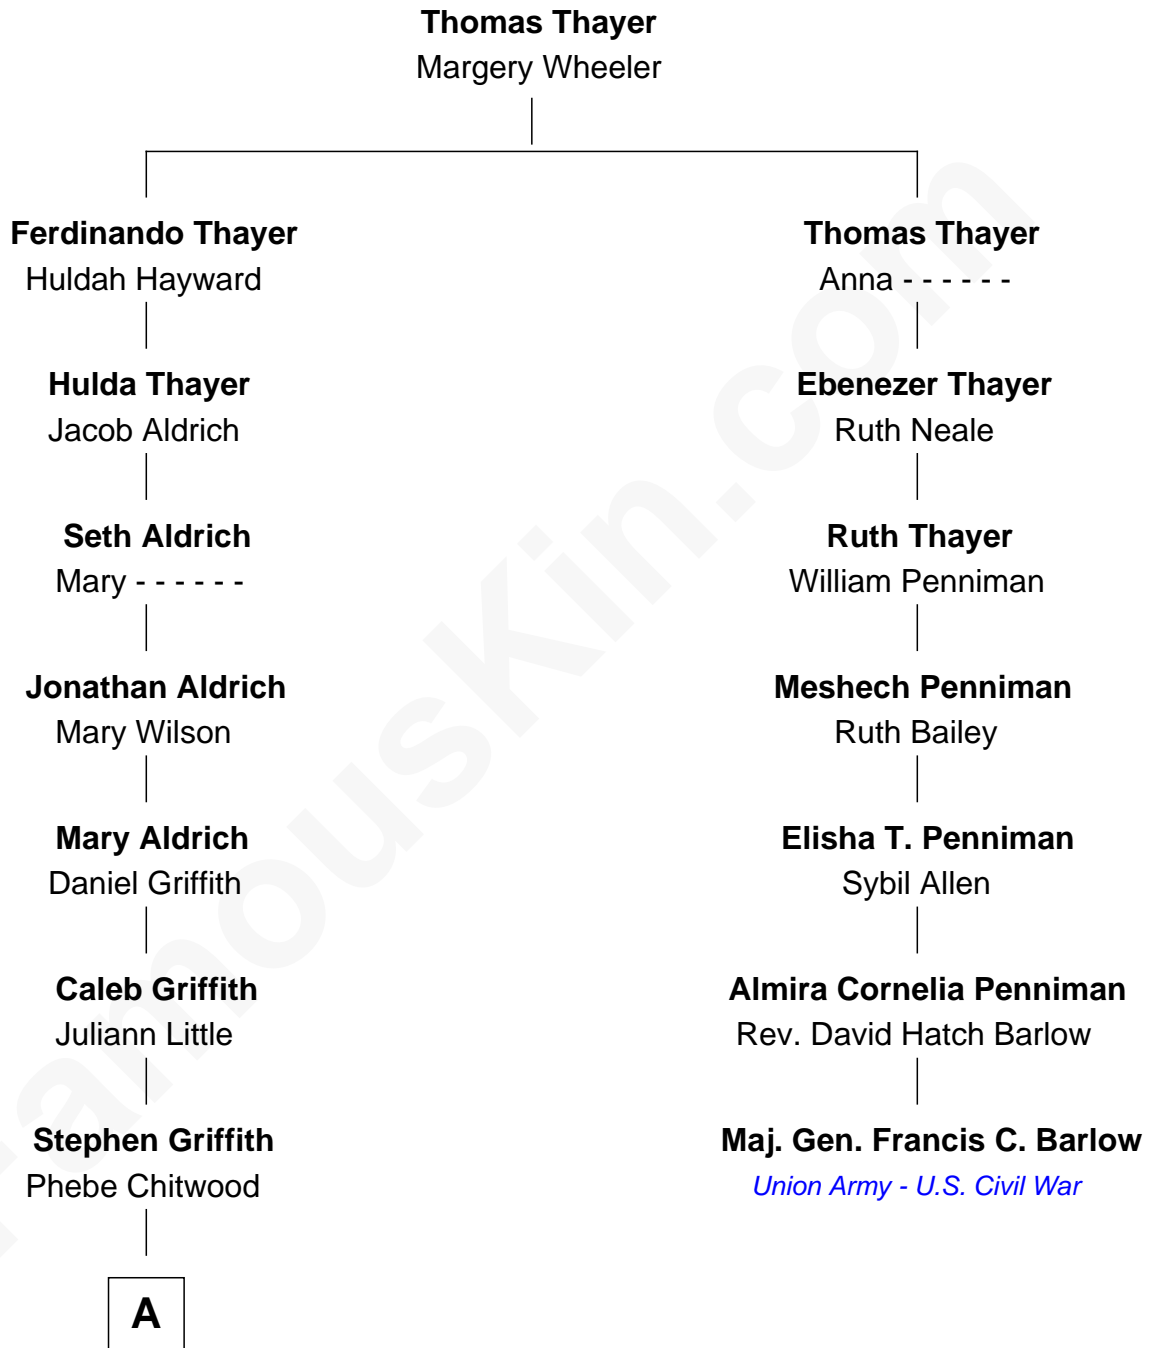 Thomas Thayer
Margery Wheeler
Ferdinando Thayer
Huldah Hayward
Thomas Thayer
Anna - - - - - -
Hulda Thayer
Jacob Aldrich
Ebenezer Thayer
Ruth Neale
Seth Aldrich
Mary - - - - - -
Ruth Thayer
William Penniman
Jonathan Aldrich
Mary Wilson
Meshech Penniman
Ruth Bailey
Mary Aldrich
Daniel Griffith
Elisha T. Penniman
Sybil Allen
Caleb Griffith
Juliann Little
Almira Cornelia Penniman
Rev. David Hatch Barlow
Stephen Griffith
Phebe Chitwood
Maj. Gen. Francis C. Barlow
Union Army - U.S. Civil War
A
FamousKin.com